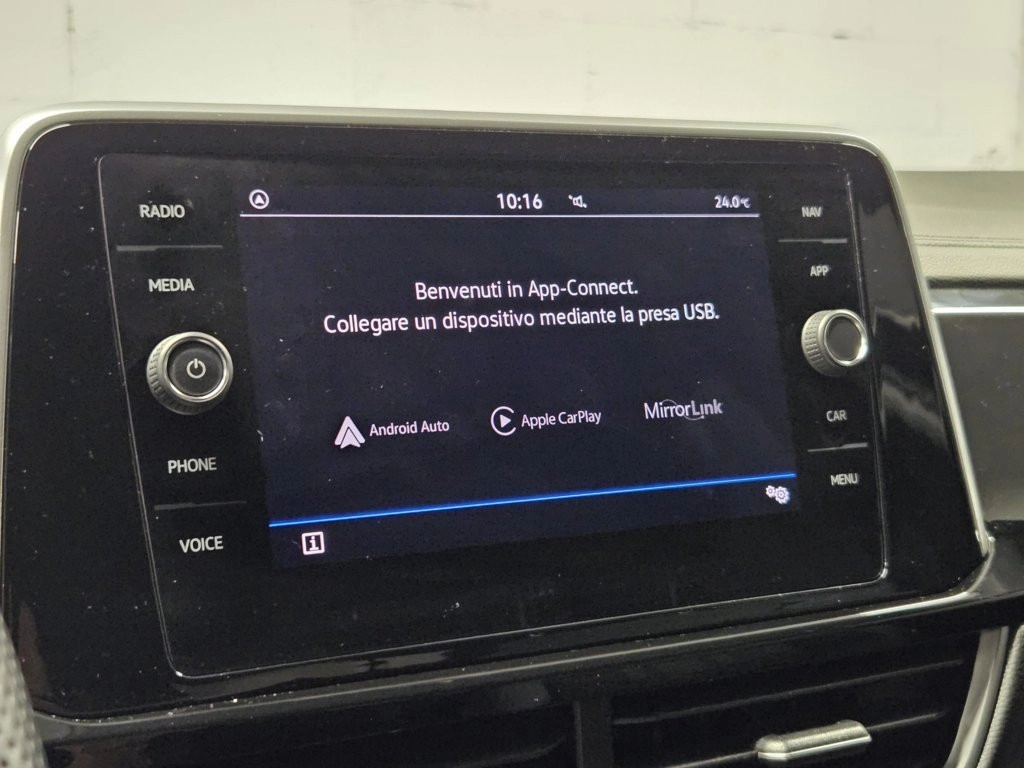 RADIO
MEDIA
PHONE
VOICE
10:16
24.0°C
Benvenuti in App-Connect.
Collegare un dispositivo mediante la presa USB.
Android Auto
Apple CarPlay
MirrorLink
i
NAV
APP
CAR
MENU